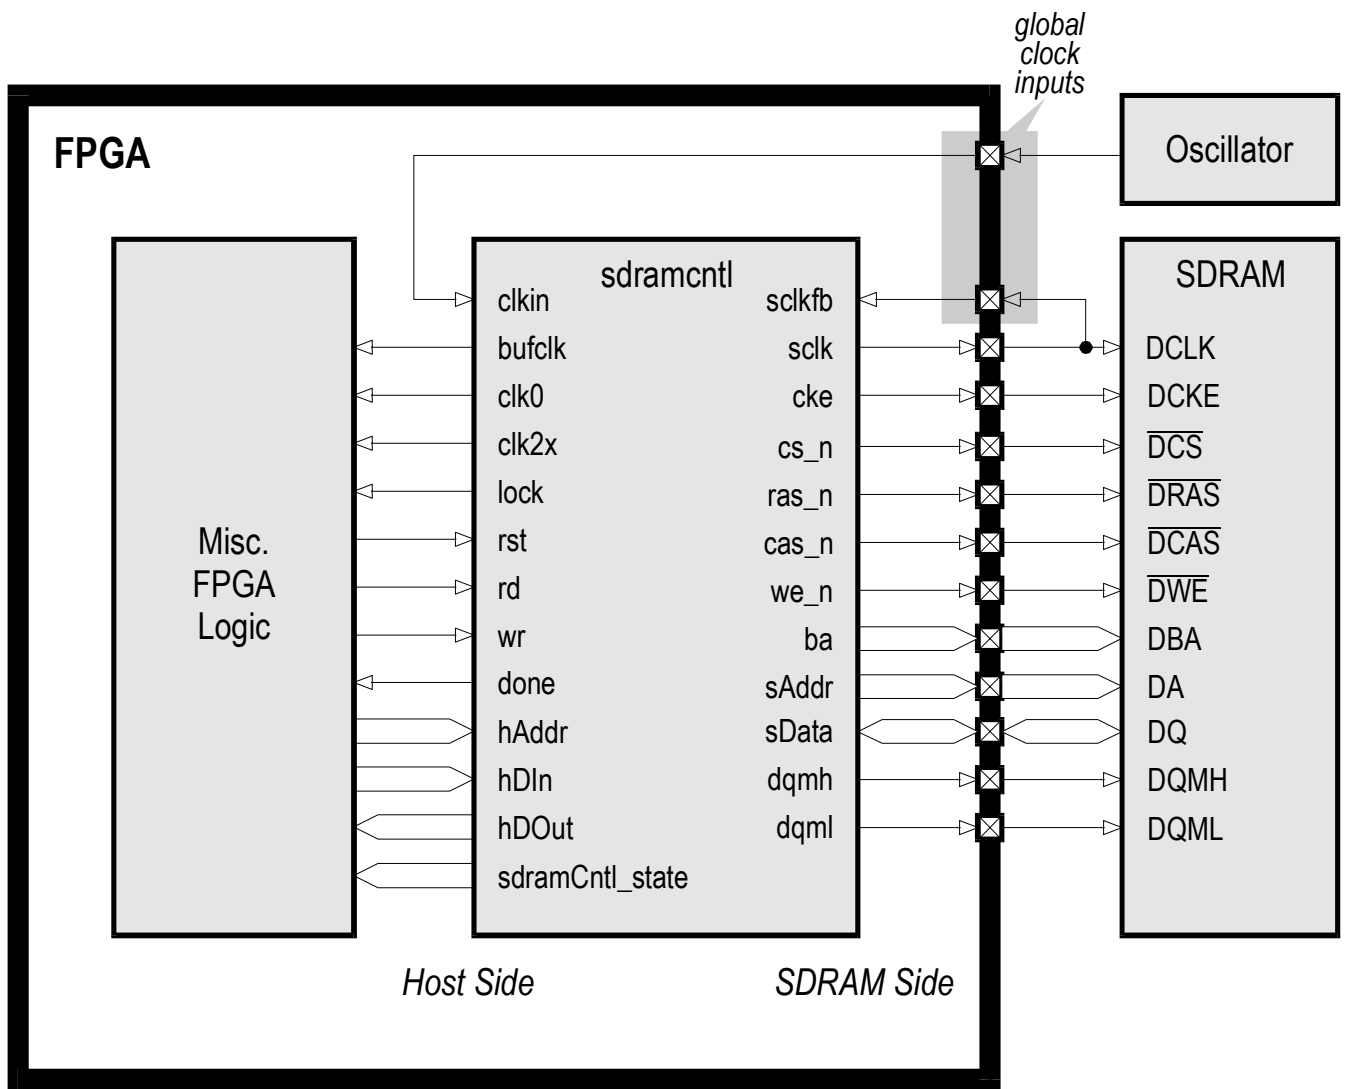 global
clock
inputs
FPGA
Oscillator
sdramcntl
SDRAM
clkin
sclkfb
bufclk
sclk
DCLK
clk0
cke
DCKE
clk2x
cs_n
DCS
lock
ras_n
DRAS
Misc.
FPGA
Logic
rst
cas_n
DCAS
rd
we_n
DWE
wr
ba
DBA
done
sAddr
DA
hAddr
sData
DQ
hDIn
dqmh
DQMH
hDOut
dqml
DQML
sdramCntl_state
Host Side
SDRAM Side